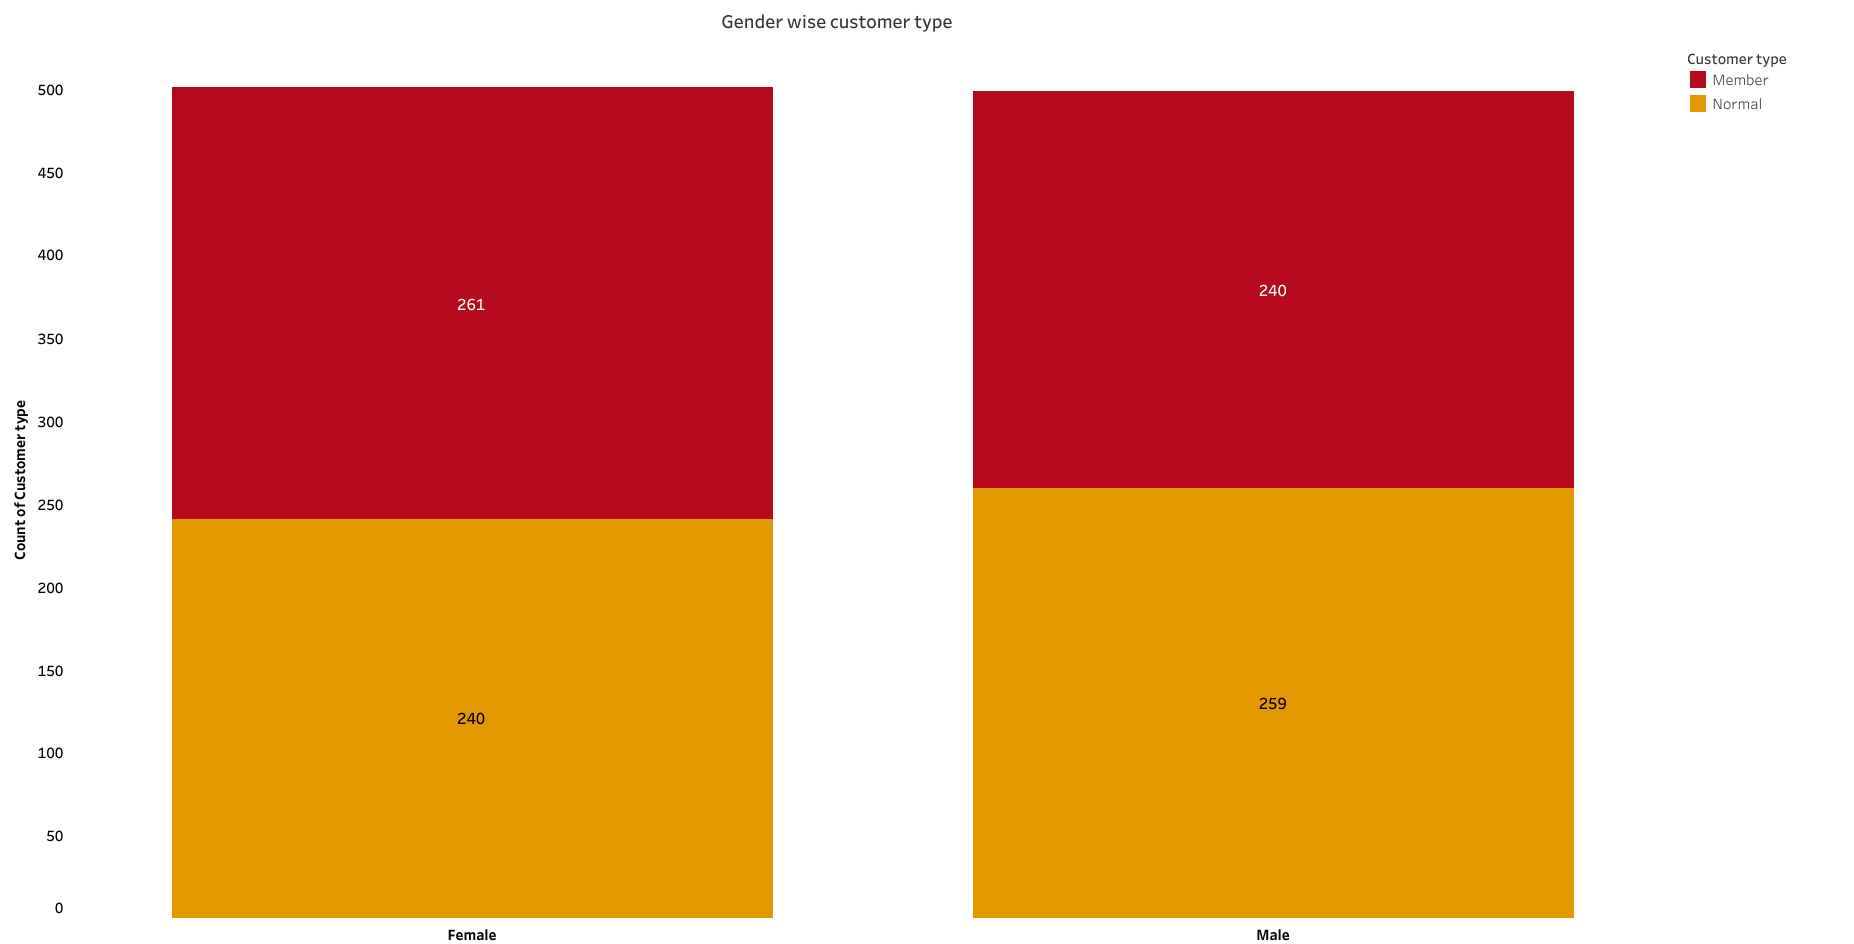 Gender wise customer type
Customer type
Member
Normal
Count of Customer type
500
450
400
350
300
250
200
150
100
50
0
261
240
240
259
Female
Male